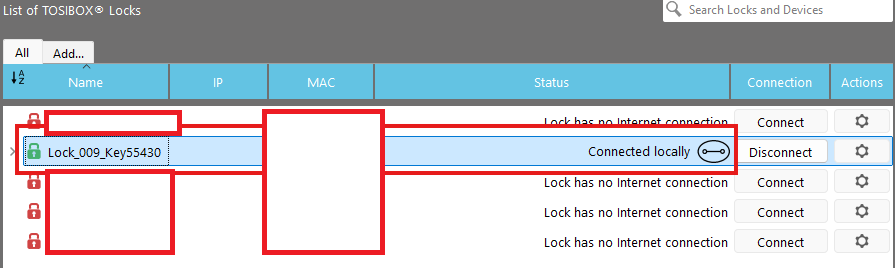 List of TOSIBOX® Locks
Search Locks and Devices
All Add...
AZ Name IP MAC Status Connection Actions
Lock has no Internet connection Connect
Lock_009_Key55430 Connected locally Disconnect
Lock has no Internet connection Connect
Lock has no Internet connection Connect
Lock has no Internet connection Connect